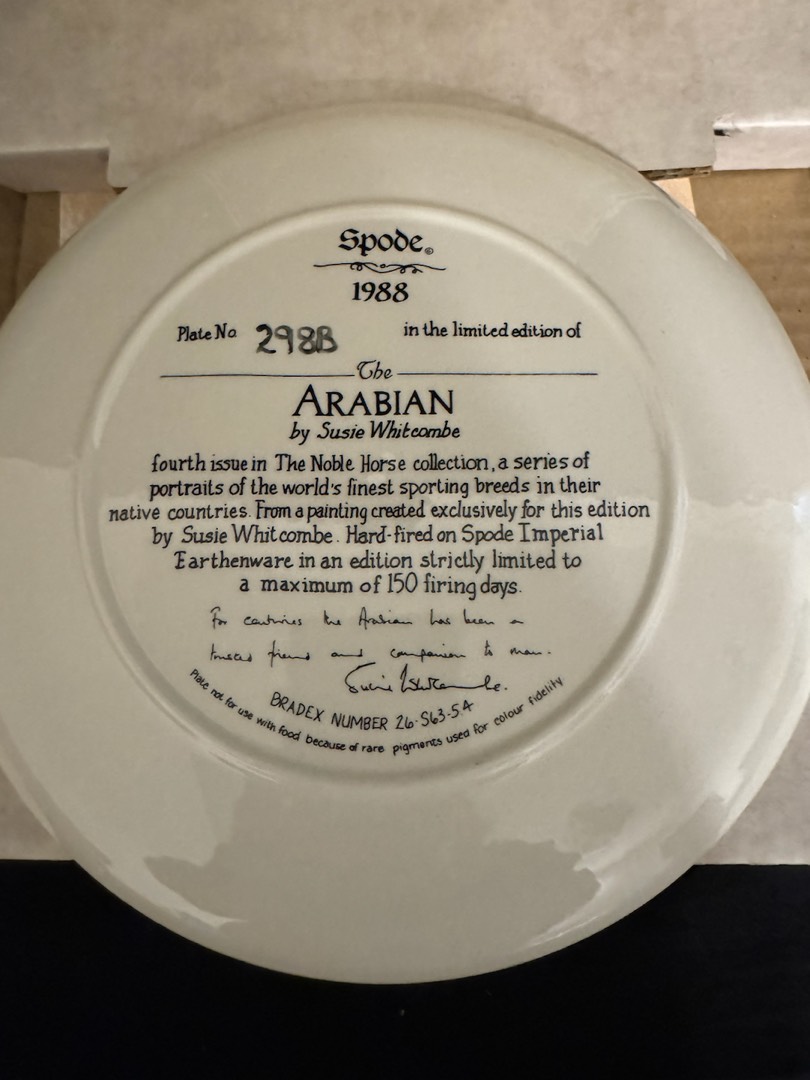 Spode.©
1988
Plate No 298B in the limited edition of
The
ARABIAN
by Susie Whitcombe
fourth issue in The Noble Horse collection, a series of
portraits of the world's finest sporting breeds in their
native countries. From a painting created exclusively for this edition
by Susie Whitcombe. Hard-fired on Spode Imperial
Earthenware in an edition strictly limited to
a maximum of 150 firing days.
For centuries the Arabian has been a
trusted friend and companion to man.
Susie Whitcombe.
BRADEX NUMBER 26-S63-5.4
Plate not for use with food because of rare pigments used for colour fidelity